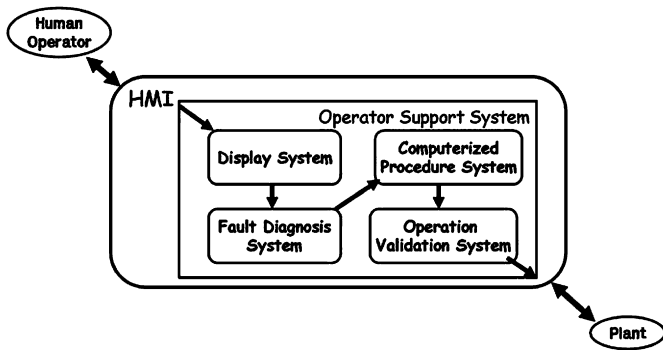 Human
Operator
HMI
Operator Support System
Display System
Computerized
Procedure System
Fault Diagnosis
System
Operation
Validation System
Plant